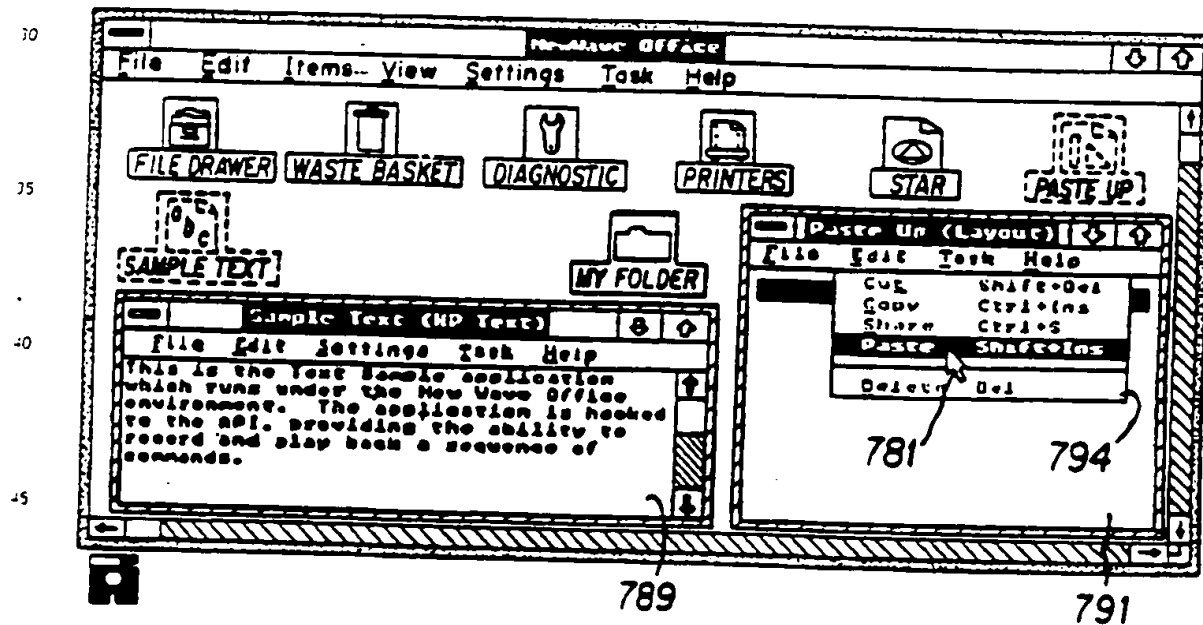 30
NewWave Office
File Edit Items View Settings Task Help
FILE DRAWER WASTE BASKET DIAGNOSTIC PRINTERS STAR PASTE UP
35
SAMPLE TEXT MY FOLDER
Paste Up (Layout)
File Edit Task Help
Cut Shift+Del
Copy Ctrl+Ins
Share Ctrl+S
Paste Shift+Ins
Delete Del
Sample Text (HP Text)
40
File Edit Settings Task Help
This is the Text Sample application
which runs under the New Wave Office
environment. The application is hooked
to the API, providing the ability to
record and play back a sequence of
commands.
781 794
45
789 791